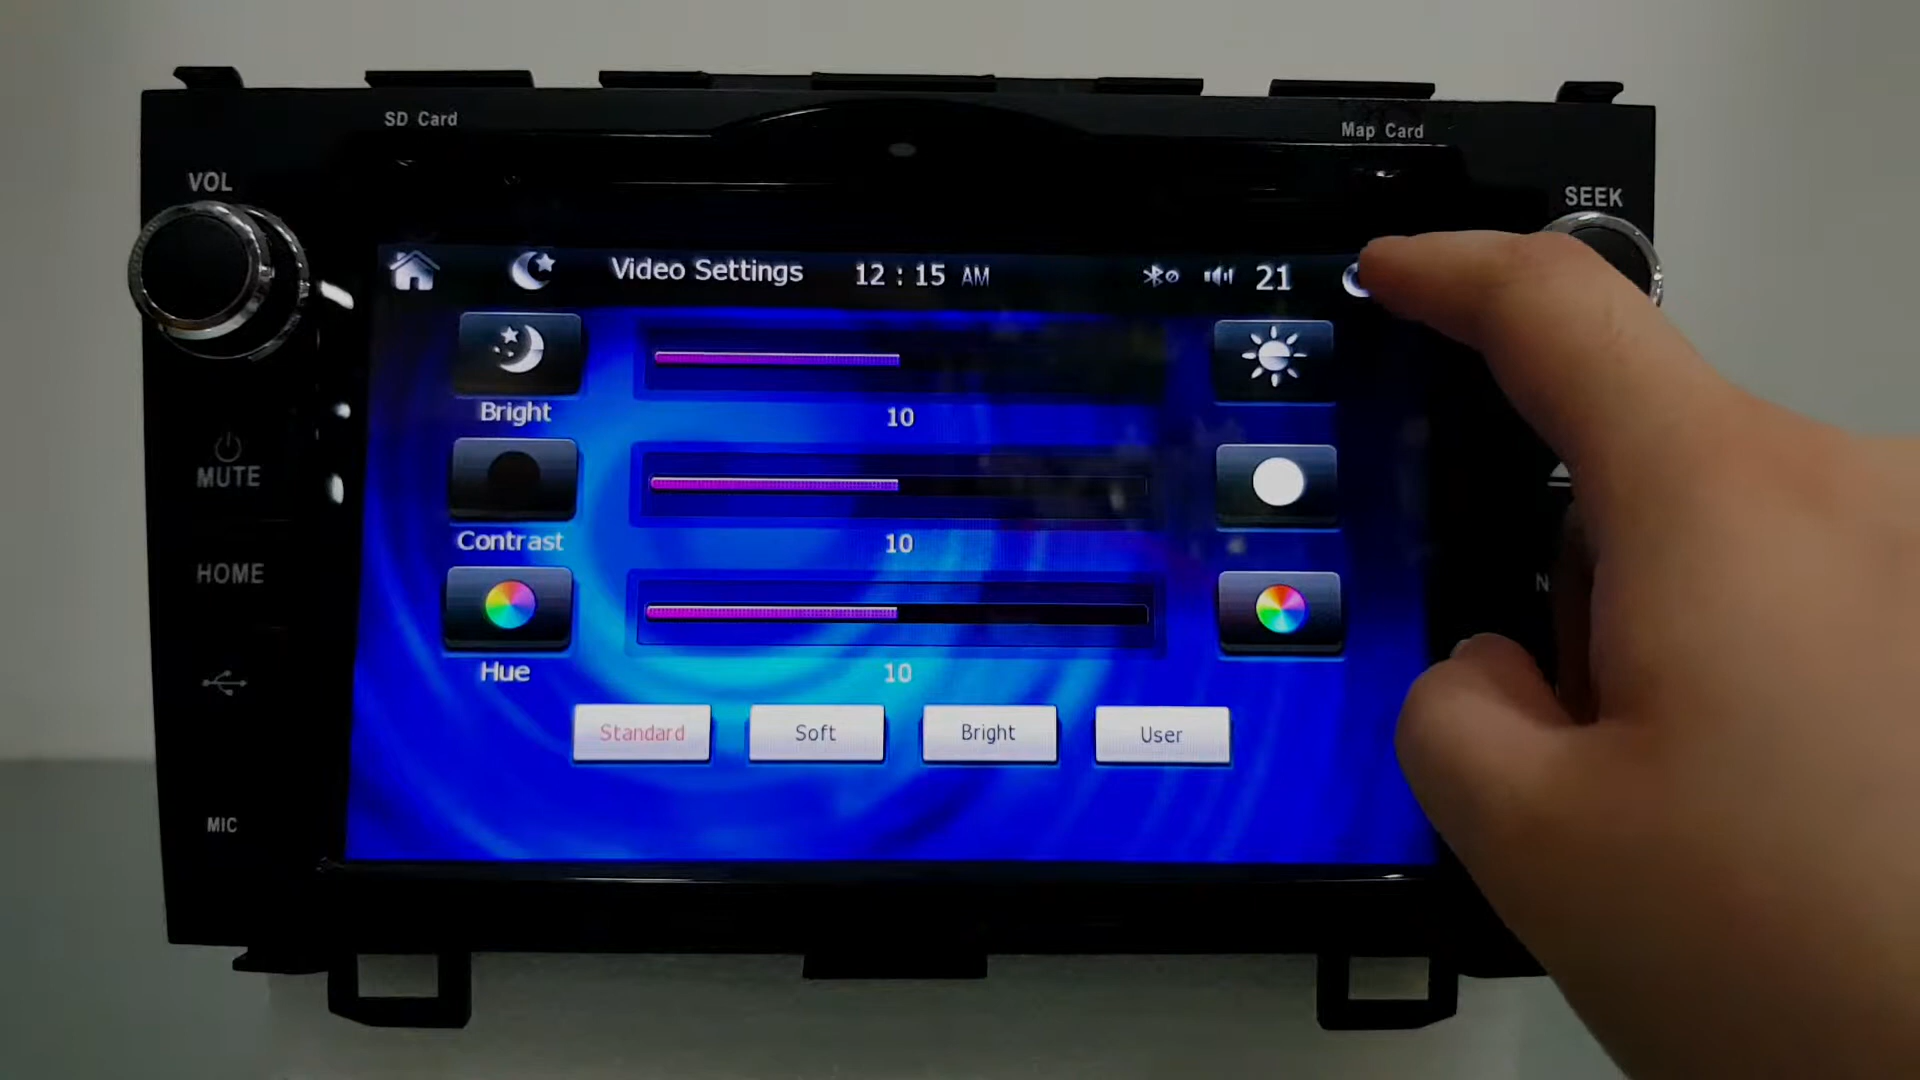 SD Card
Map Card
VOL
SEEK
Video Settings 12 : 15 AM 21
Bright
10
MUTE
Contrast
10
HOME
Hue
10
Standard Soft Bright User
MIC